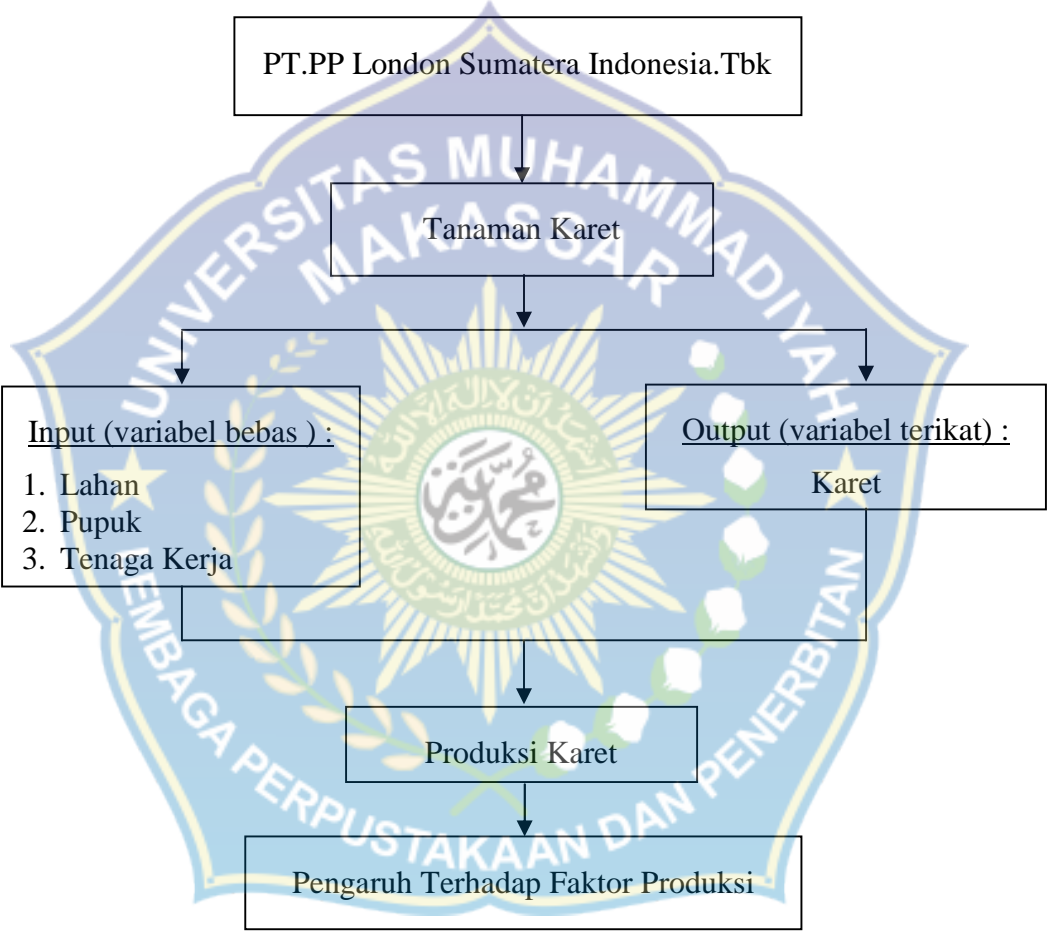 PT.PP London Sumatera Indonesia.Tbk
UNIVERSITAS MUHAMMADIYAH
MAKASSAR
Tanaman Karet
Input (variabel bebas ) :
1. Lahan
2. Pupuk
3. Tenaga Kerja
Output (variabel terikat) :
Karet
Produksi Karet
Pengaruh Terhadap Faktor Produksi
LEMBAGA PERPUSTAKAAN DAN PENERBITAN